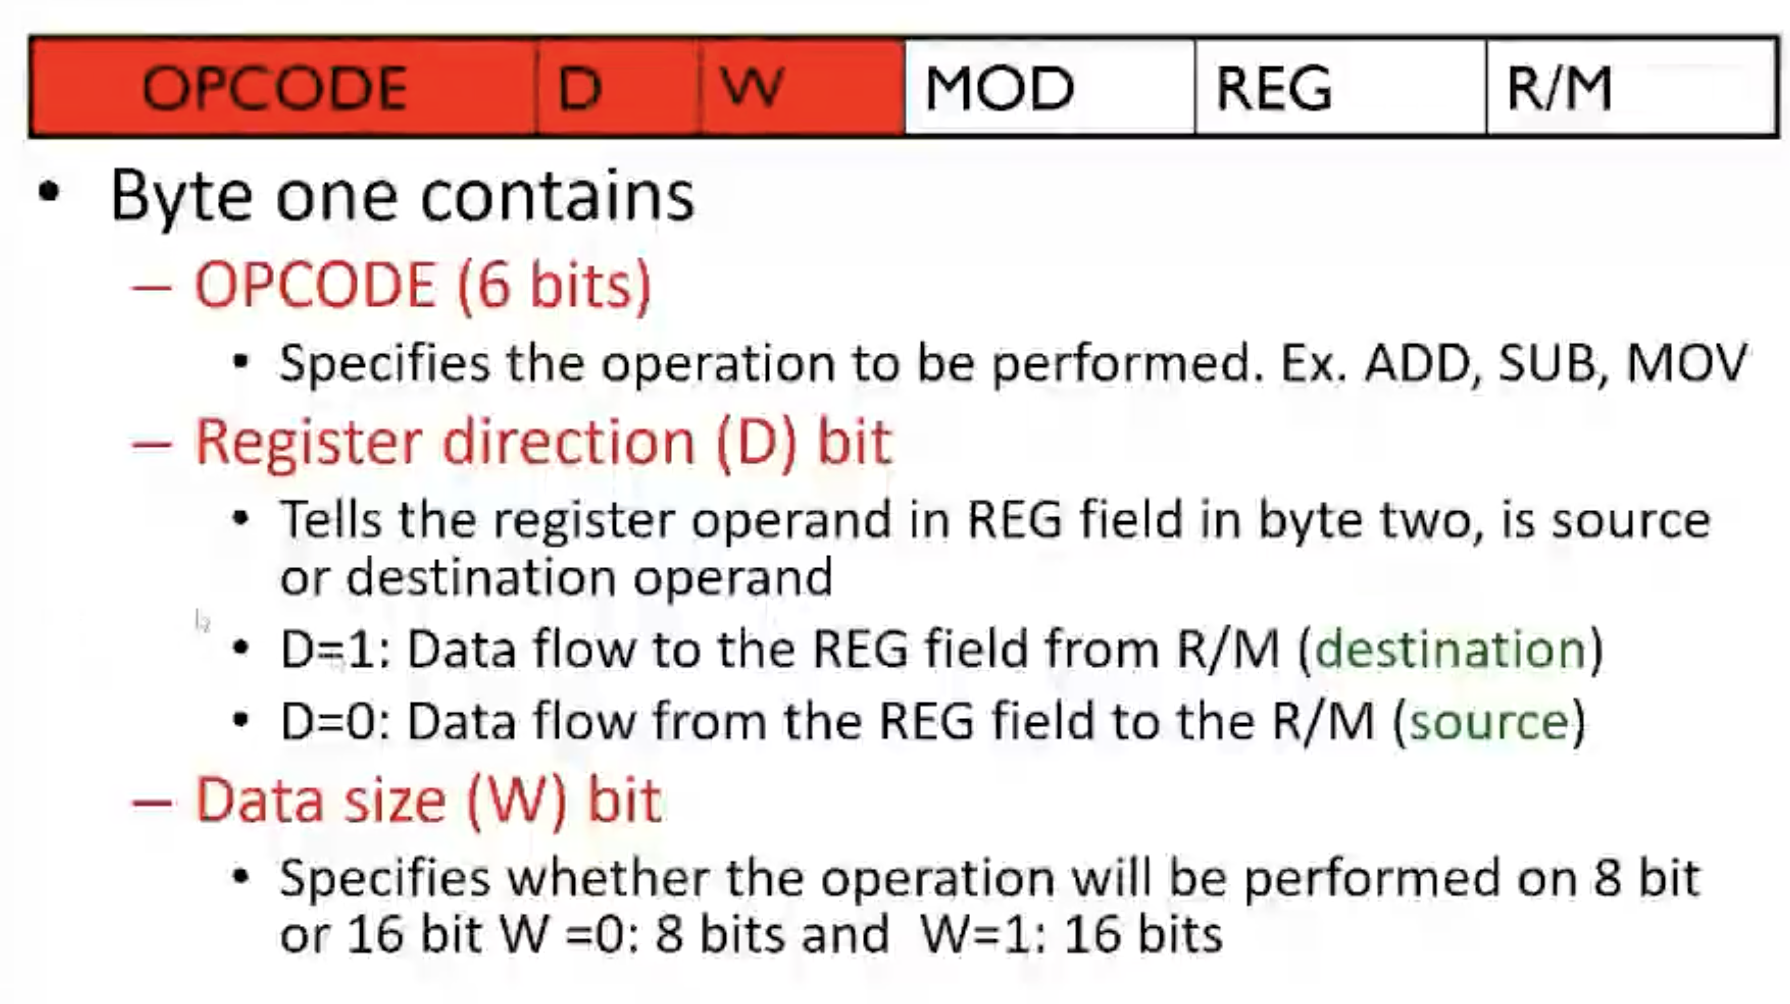 OPCODE D W MOD REG R/M
• Byte one contains
– OPCODE (6 bits)
• Specifies the operation to be performed. Ex. ADD, SUB, MOV
– Register direction (D) bit
• Tells the register operand in REG field in byte two, is source
or destination operand
• D=1: Data flow to the REG field from R/M (destination)
• D=0: Data flow from the REG field to the R/M (source)
– Data size (W) bit
• Specifies whether the operation will be performed on 8 bit
or 16 bit W =0: 8 bits and  W=1: 16 bits